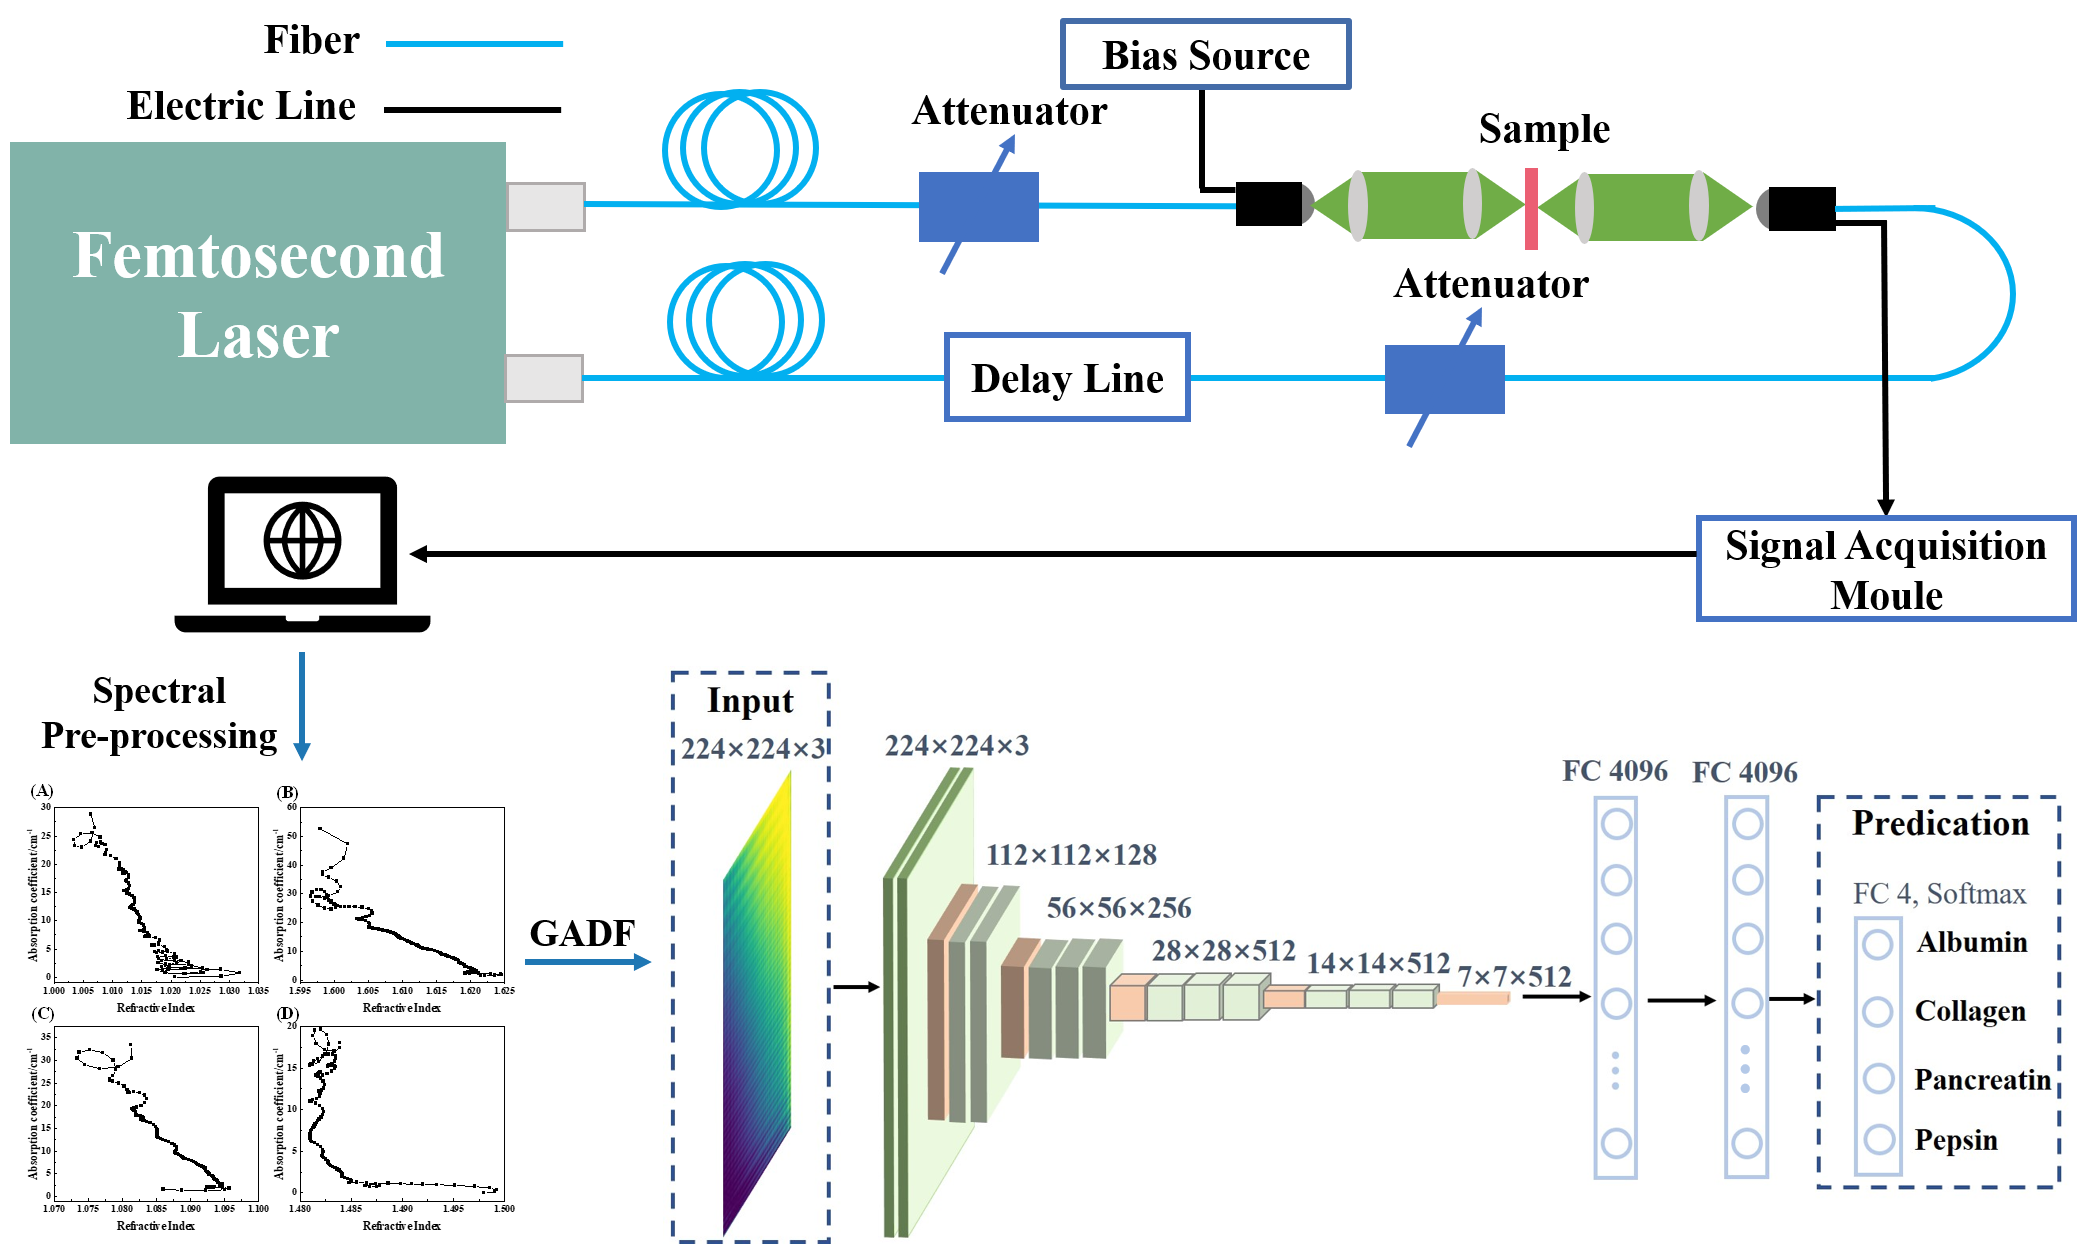 Fiber
Electric Line
Femtosecond
Laser
Attenuator
Bias Source
Sample
Attenuator
Delay Line
Signal Acquisition
Moule
Spectral
Pre-processing
(A)
30
25
20
15
10
5
0
Absorption coefficient/cm⁻¹
1.000 1.005 1.010 1.015 1.020 1.025 1.030 1.035
Refractive Index
(B)
60
50
40
30
20
10
0
Absorption coefficient/cm⁻¹
1.595 1.600 1.605 1.610 1.615 1.620 1.625
Refractive Index
(C)
35
30
25
20
15
10
5
0
Absorption coefficient/cm⁻¹
1.070 1.075 1.080 1.085 1.090 1.095 1.100
Refractive Index
(D)
20
15
10
5
0
Absorption coefficient/cm⁻¹
1.480 1.485 1.490 1.495 1.500
Refractive Index
GADF
Input
224×224×3
224×224×3
112×112×128
56×56×256
28×28×512
14×14×512
7×7×512
FC 4096
FC 4096
Predication
FC 4, Softmax
Albumin
Collagen
Pancreatin
Pepsin